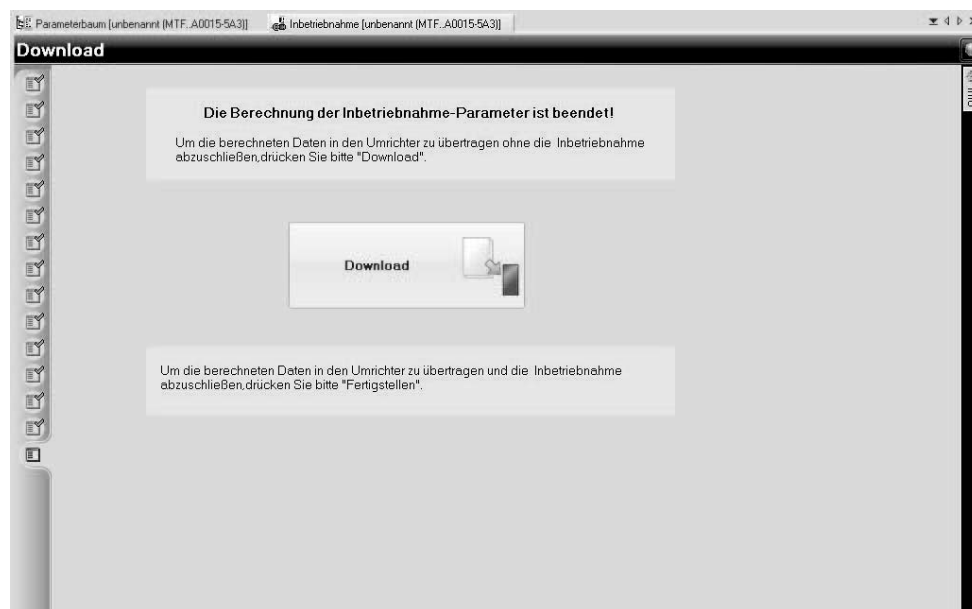 Parameterbaum [unbenannt (MTF..A0015-5A3)]
Inbetriebnahme [unbenannt (MTF..A0015-5A3)]
Download
Die Berechnung der Inbetriebnahme-Parameter ist beendet!
Um die berechneten Daten in den Umrichter zu übertragen ohne die Inbetriebnahme
abzuschließen,drücken Sie bitte "Download".
Download
Um die berechneten Daten in den Umrichter zu übertragen und die Inbetriebnahme
abzuschließen,drücken Sie bitte "Fertigstellen".